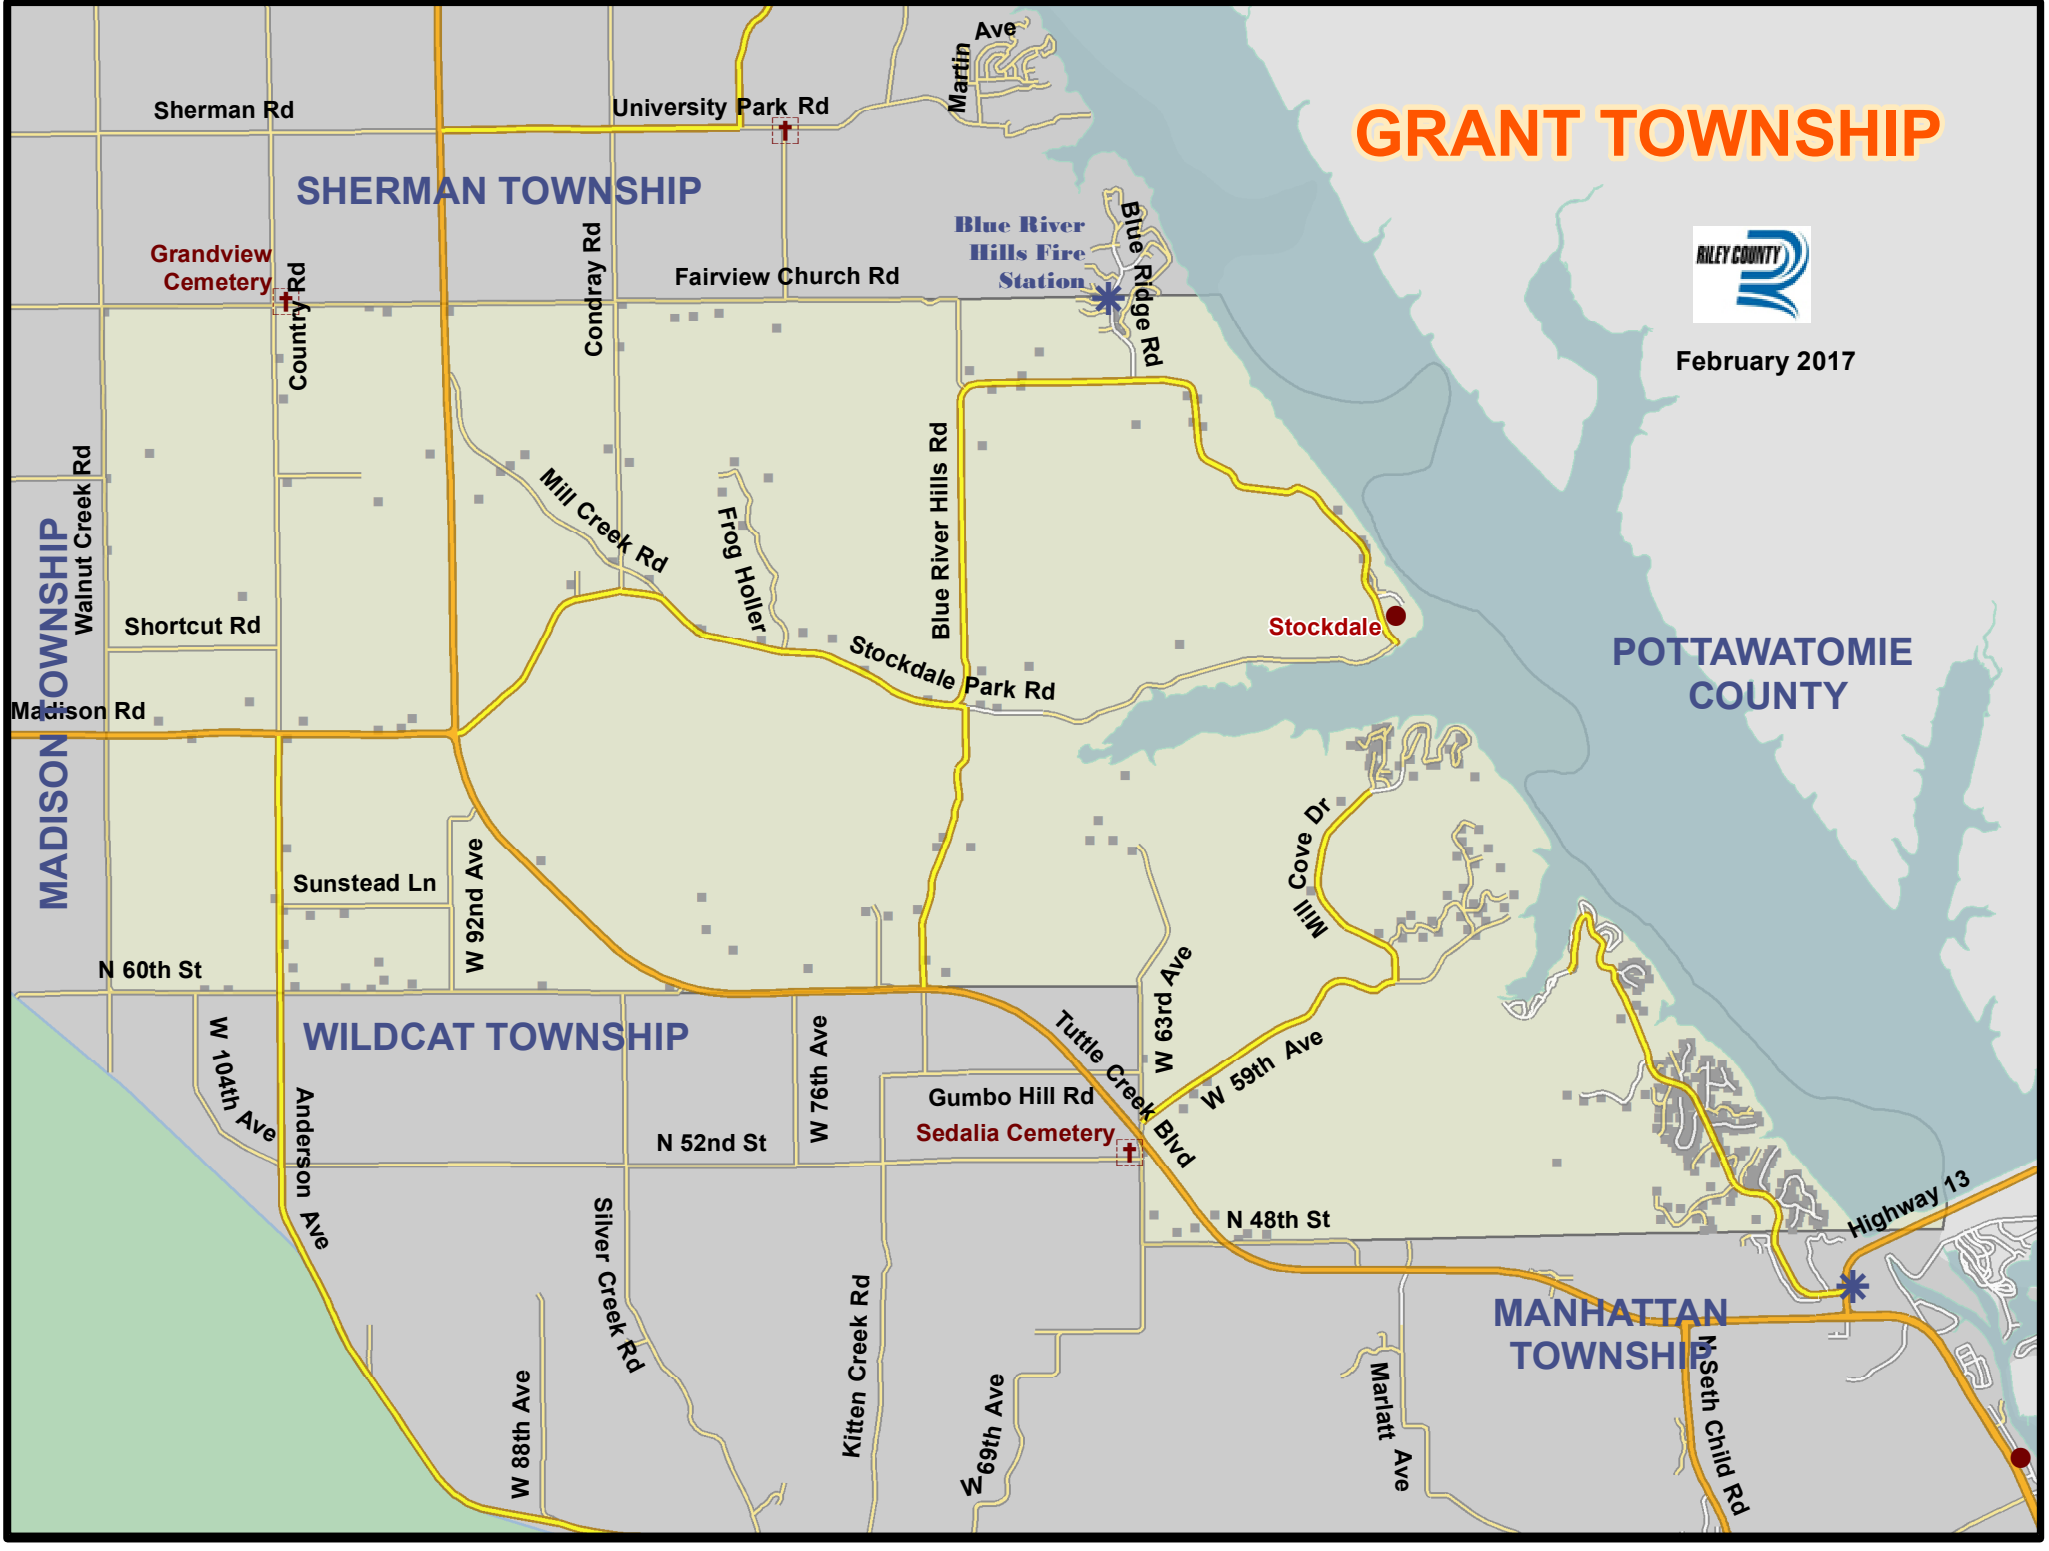 Martin Ave
GRANT TOWNSHIP
Sherman Rd
University Park Rd
SHERMAN TOWNSHIP
Blue River
Hills Fire
Station
Blue Ridge Rd
RILEY COUNTY
February 2017
Grandview
Cemetery
Country Rd
Condray Rd
Fairview Church Rd
Walnut Creek Rd
Mill Creek Rd
Frog Holler
Blue River Hills Rd
Stockdale
Shortcut Rd
Stockdale Park Rd
POTTAWATOMIE
COUNTY
MADISON TOWNSHIP
Madison Rd
Mill Cove Dr
Sunstead Ln
W 92nd Ave
N 60th St
W 63rd Ave
WILDCAT TOWNSHIP
W 104th Ave
Anderson Ave
W 76th Ave
Tuttle Creek Blvd
W 59th Ave
Gumbo Hill Rd
Sedalia Cemetery
N 52nd St
N 48th St
Highway 13
Silver Creek Rd
Kitten Creek Rd
MANHATTAN
TOWNSHIP
W 88th Ave
W 69th Ave
Marlatt Ave
N Seth Child Rd